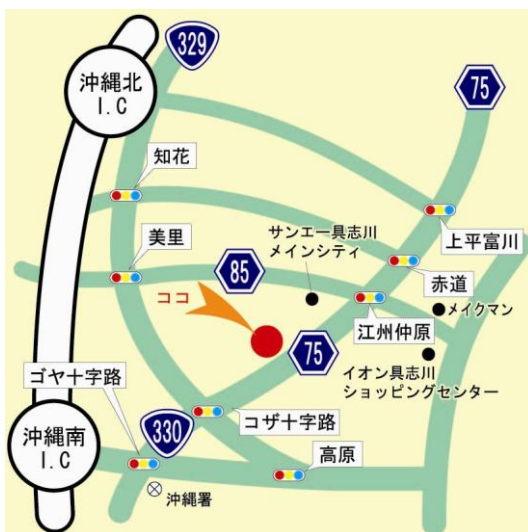 329
沖縄北
I.C
75
知花
サンエー具志川
メインシティ
上平富川
美里
85
赤道
ココ
メイクマン
江州仲原
75
イオン具志川
ショッピングセンター
ゴヤ十字路
330
コザ十字路
沖縄南
I.C
高原
沖縄署